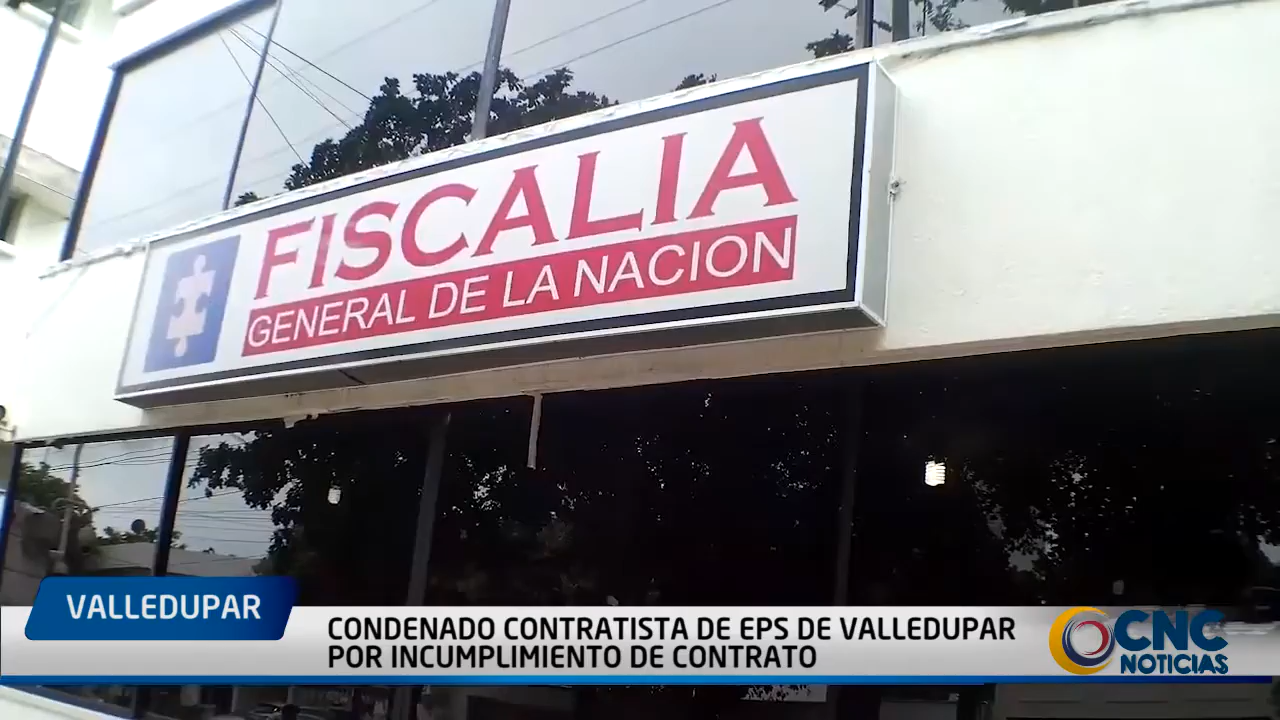 FISCALIA
GENERAL DE LA NACION
VALLEDUPAR
CONDENADO CONTRATISTA DE EPS DE VALLEDUPAR
POR INCUMPLIMIENTO DE CONTRATO
CNC
NOTICIAS